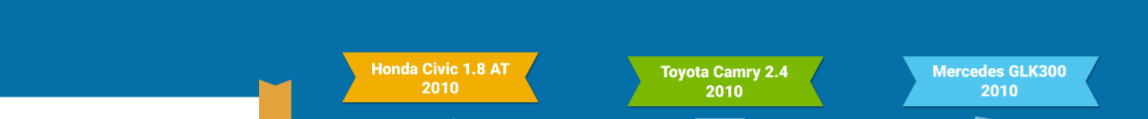 Honda Civic 1.8 AT
2010
Toyota Camry 2.4
2010
Mercedes GLK300
2010